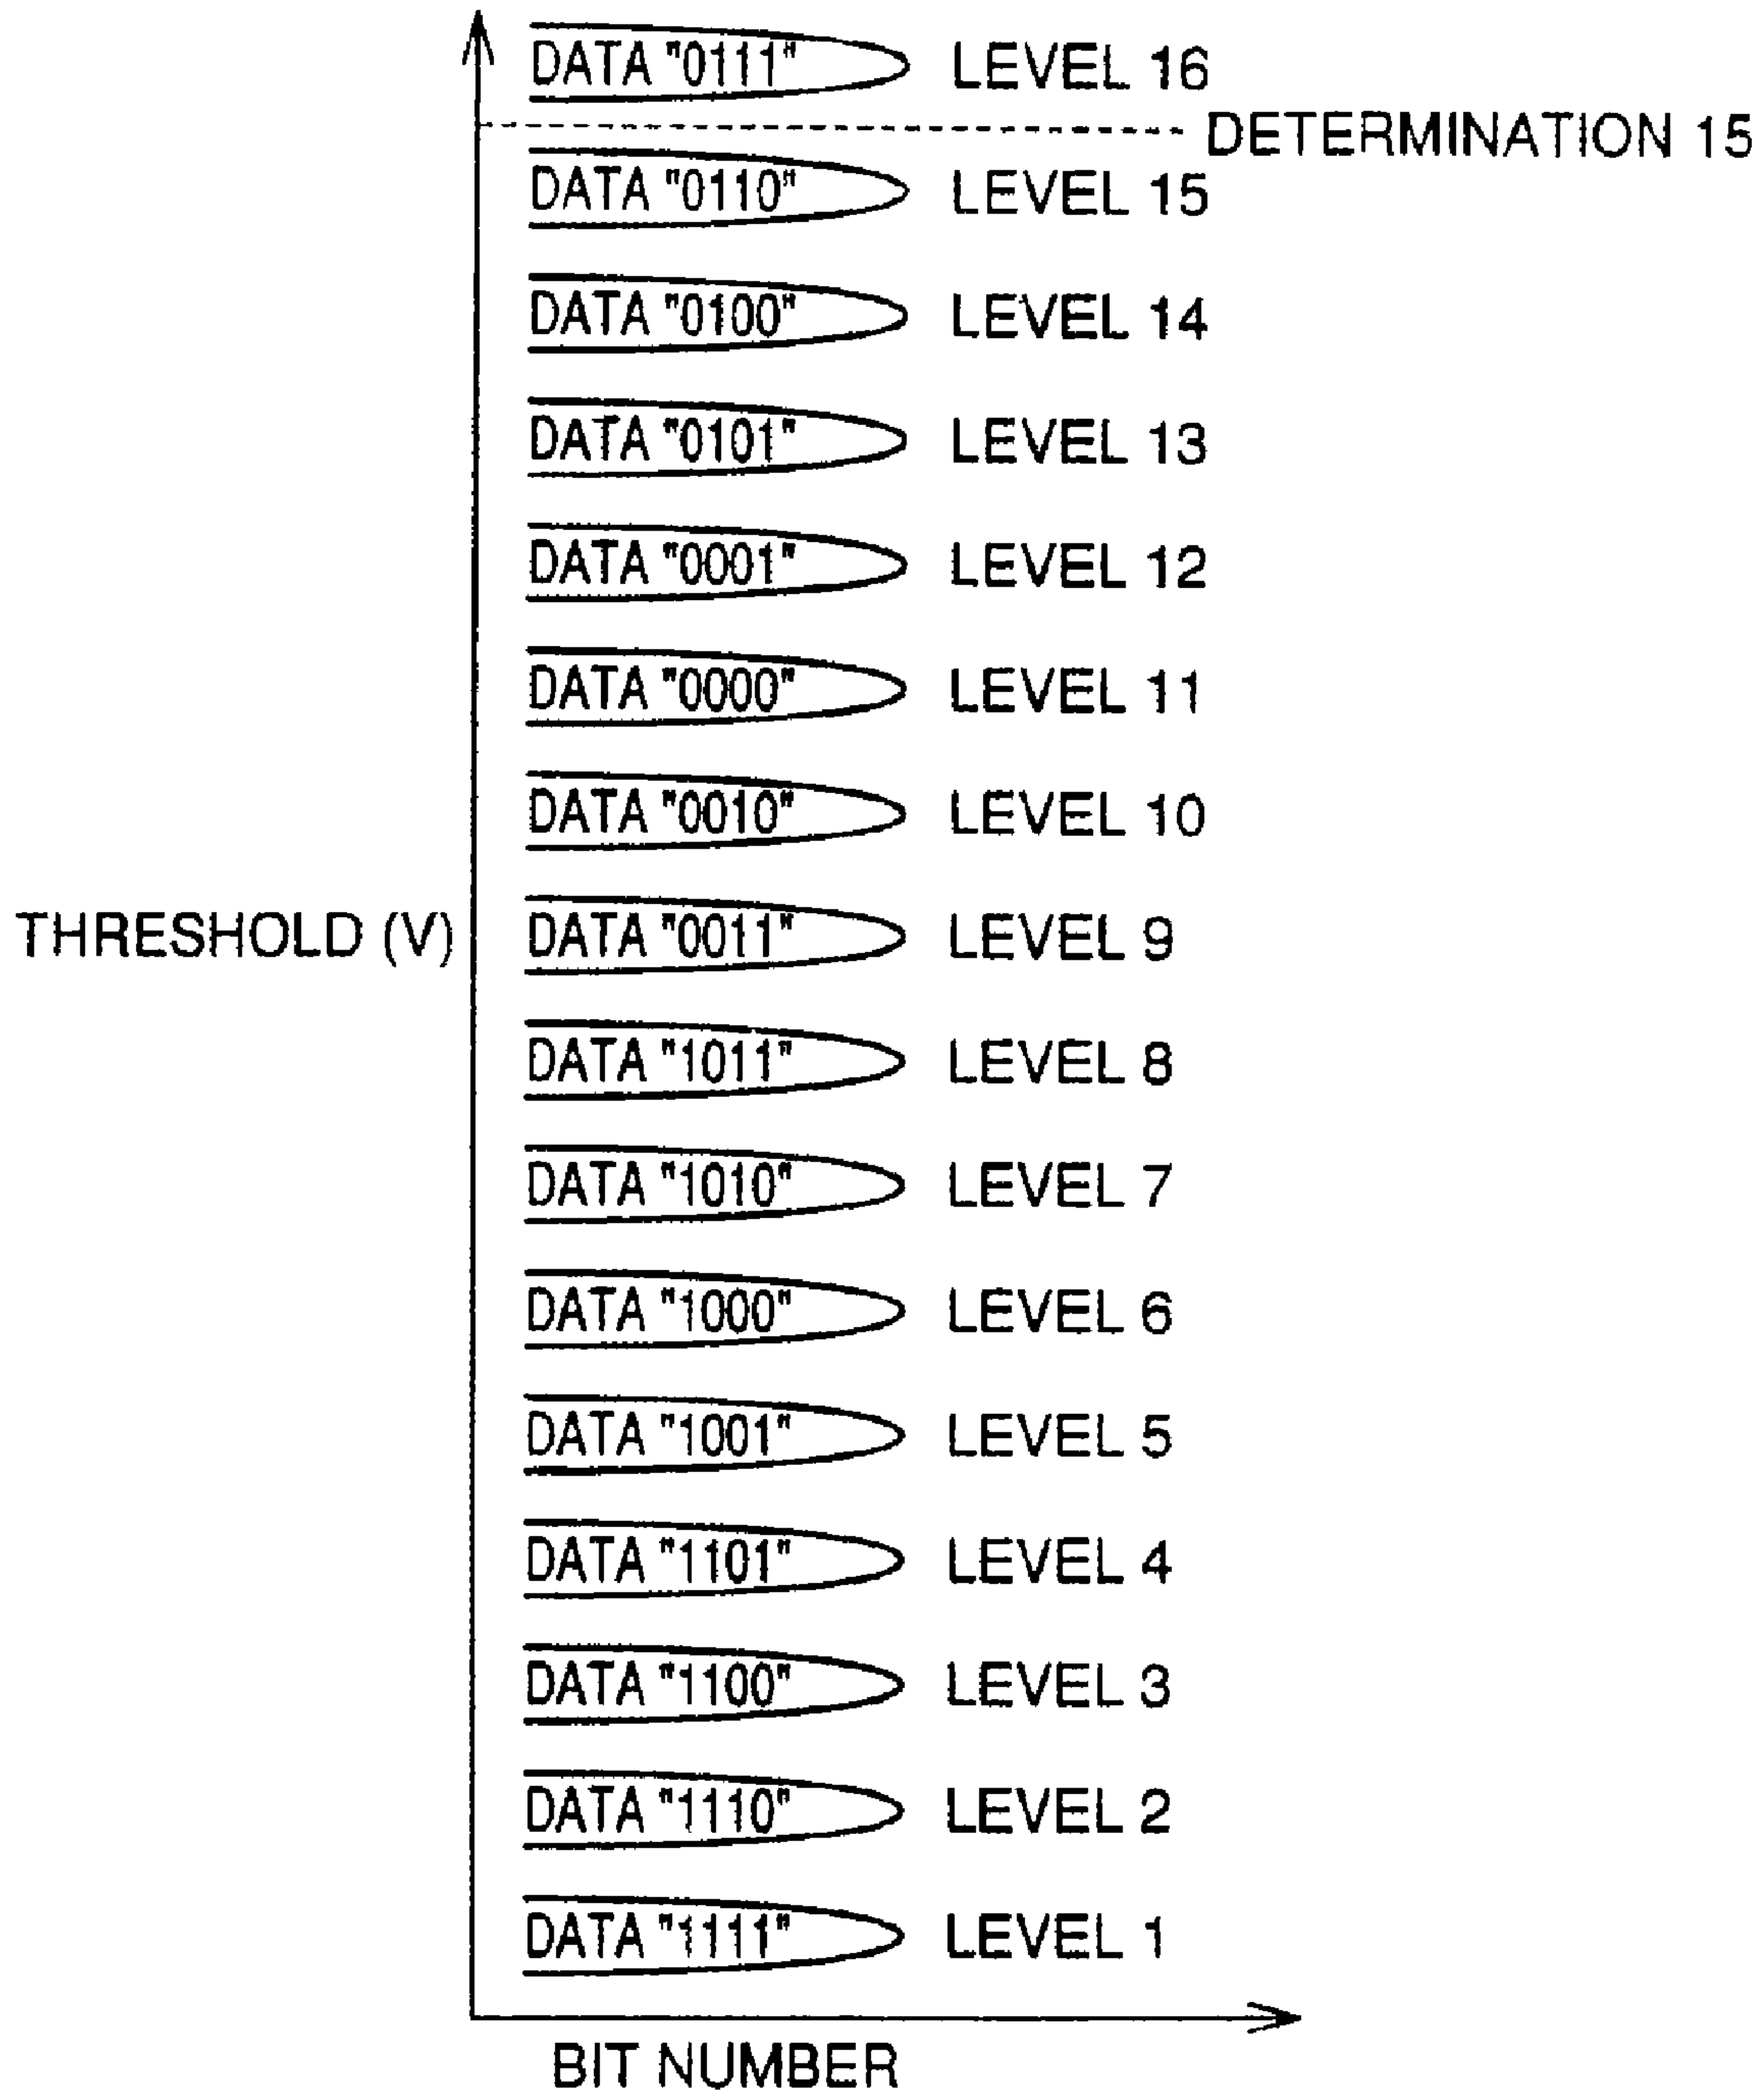 DATA "0111" LEVEL 16
DETERMINATION 15
DATA "0110" LEVEL 15
DATA "0100" LEVEL 14
DATA "0101" LEVEL 13
DATA "0001" LEVEL 12
DATA "0000" LEVEL 11
DATA "0010" LEVEL 10
THRESHOLD (V) DATA "0011" LEVEL 9
DATA "1011" LEVEL 8
DATA "1010" LEVEL 7
DATA "1000" LEVEL 6
DATA "1001" LEVEL 5
DATA "1101" LEVEL 4
DATA "1100" LEVEL 3
DATA "1110" LEVEL 2
DATA "1111" LEVEL 1
BIT NUMBER